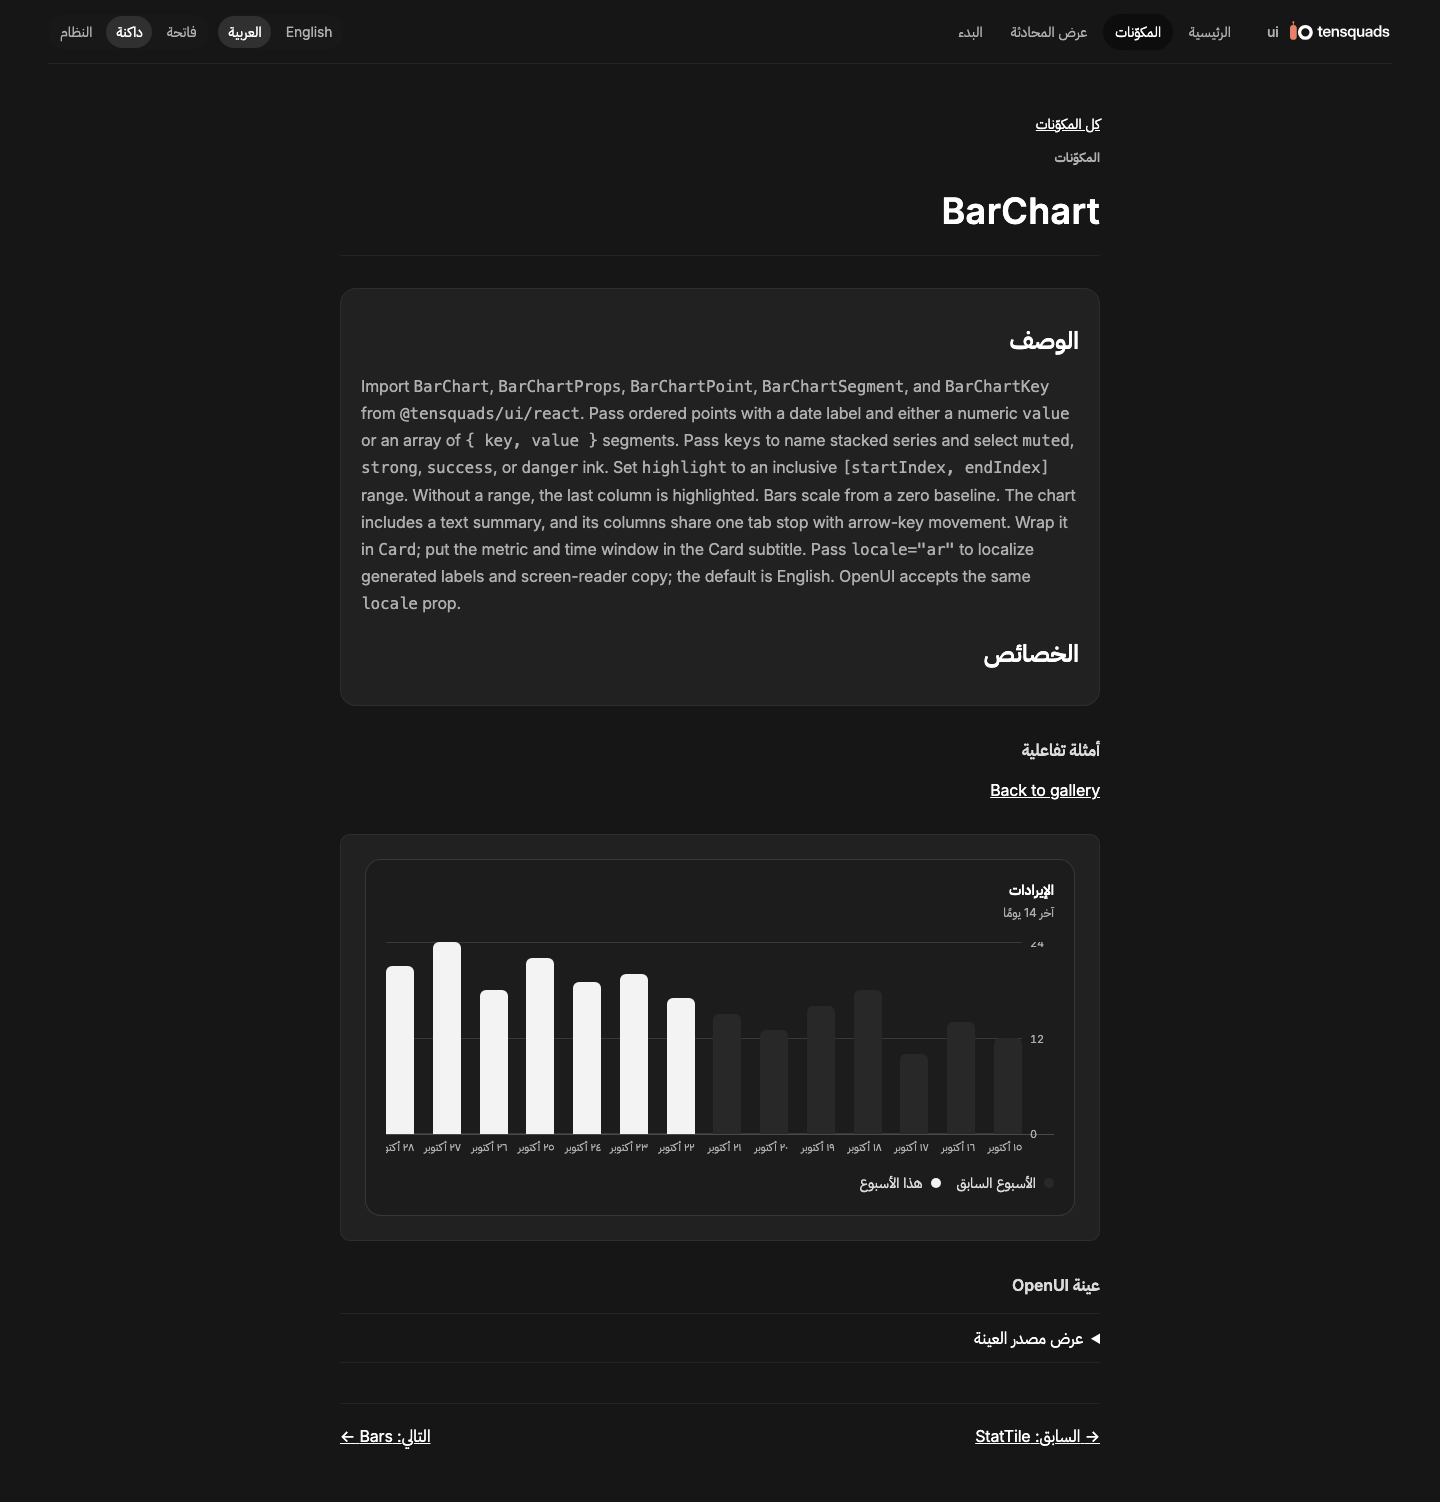 tensquads ui
الرئيسية
المكوّنات
عرض المحادثة
البدء
English
العربية
فاتحة
داكنة
النظام
كل المكوّنات
المكوّنات
BarChart
الوصف
Import BarChart, BarChartProps, BarChartPoint, BarChartSegment, and BarChartKey
from @tensquads/ui/react. Pass ordered points with a date label and either a numeric value
or an array of { key, value } segments. Pass keys to name stacked series and select muted,
strong, success, or danger ink. Set highlight to an inclusive [startIndex, endIndex]
range. Without a range, the last column is highlighted. Bars scale from a zero baseline. The chart
includes a text summary, and its columns share one tab stop with arrow-key movement. Wrap it
in Card; put the metric and time window in the Card subtitle. Pass locale="ar" to localize
generated labels and screen-reader copy; the default is English. OpenUI accepts the same
locale prop.
الخصائص
أمثلة تفاعلية
Back to gallery
الإيرادات
آخر 14 يومًا
24
12
0
١٥ أكتوبر
١٦ أكتوبر
١٧ أكتوبر
١٨ أكتوبر
١٩ أكتوبر
٢٠ أكتوبر
٢١ أكتوبر
٢٢ أكتوبر
٢٣ أكتوبر
٢٤ أكتوبر
٢٥ أكتوبر
٢٦ أكتوبر
٢٧ أكتوبر
٢٨ أكتو
الأسبوع السابق
هذا الأسبوع
عينة OpenUI
◀ عرض مصدر العينة
→ السابق: StatTile
التالي: Bars ←